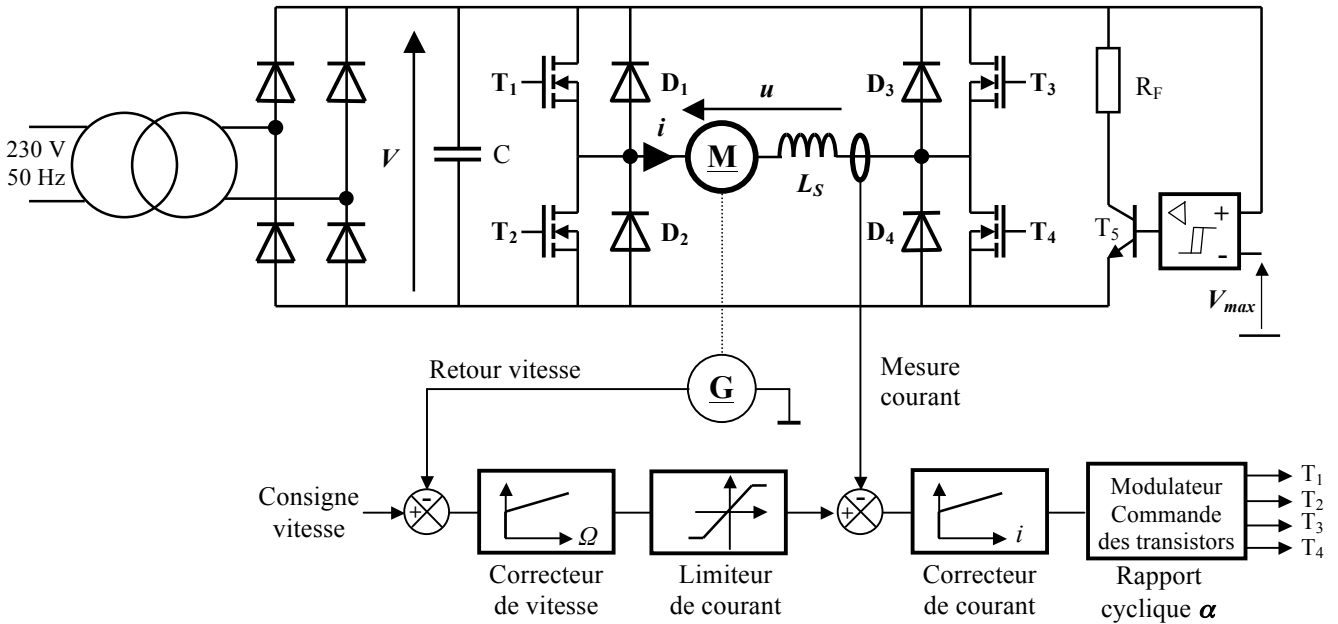 T1
D1
u
D3
T3
RF
230 V
50 Hz
V
C
i
M
LS
T2
D2
D4
T4
T5
+
-
Vmax
Retour vitesse
G
Mesure
courant
Consigne
vitesse
+
-
Ω
+
-
i
Modulateur
Commande
des transistors
T1
T2
T3
T4
Correcteur
de vitesse
Limiteur
de courant
Correcteur
de courant
Rapport
cyclique α